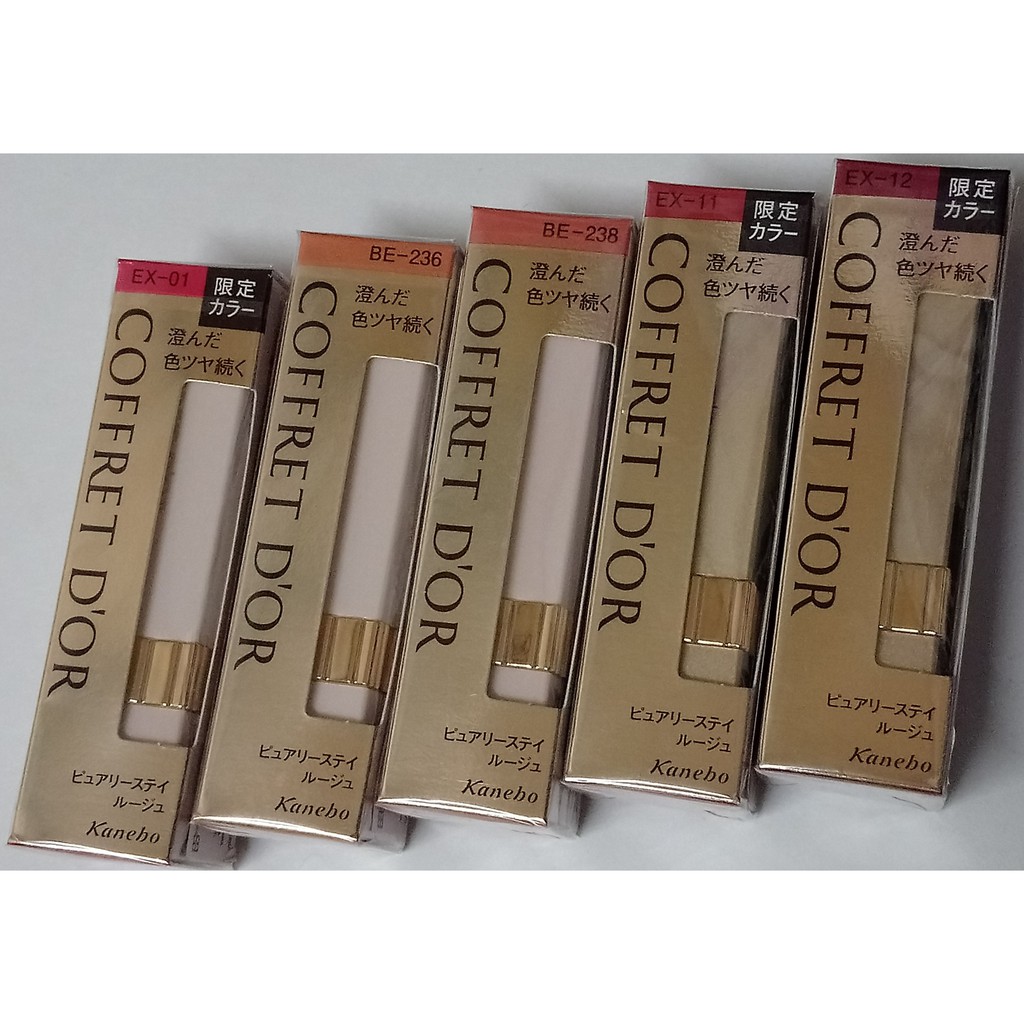 EX-01
限定
カラー
澄んだ
色ツヤ続く
COFFRET D'OR
ピュアリーステイ
ルージュ
Kanebo
BE-236
澄んだ
色ツヤ続く
COFFRET D'OR
ピュアリーステイ
ルージュ
Kanebo
BE-238
澄んだ
色ツヤ続く
COFFRET D'OR
ピュアリーステイ
ルージュ
Kanebo
EX-11
限定
カラー
澄んだ
色ツヤ続く
COFFRET D'OR
ピュアリーステイ
ルージュ
Kanebo
EX-12
限定
カラー
澄んだ
色ツヤ続く
COFFRET D'OR
ピュアリーステイ
ルージュ
Kanebo